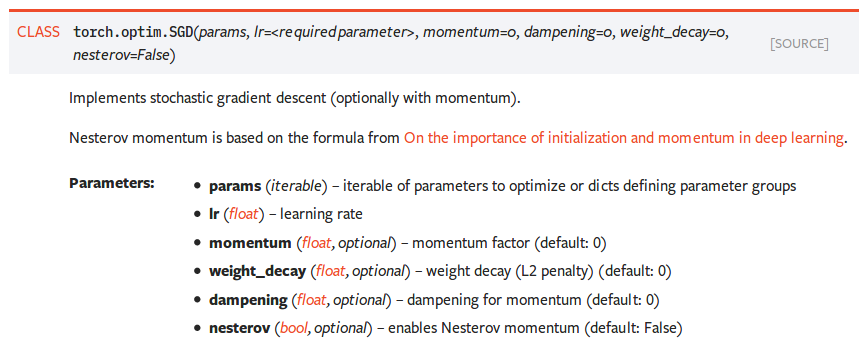 CLASS torch.optim.SGD(params, lr=<required parameter>, momentum=0, dampening=0, weight_decay=0,
nesterov=False)
[SOURCE]
Implements stochastic gradient descent (optionally with momentum).
Nesterov momentum is based on the formula from On the importance of initialization and momentum in deep learning.
Parameters:
• params (iterable) – iterable of parameters to optimize or dicts defining parameter groups
• lr (float) – learning rate
• momentum (float, optional) – momentum factor (default: 0)
• weight_decay (float, optional) – weight decay (L2 penalty) (default: 0)
• dampening (float, optional) – dampening for momentum (default: 0)
• nesterov (bool, optional) – enables Nesterov momentum (default: False)